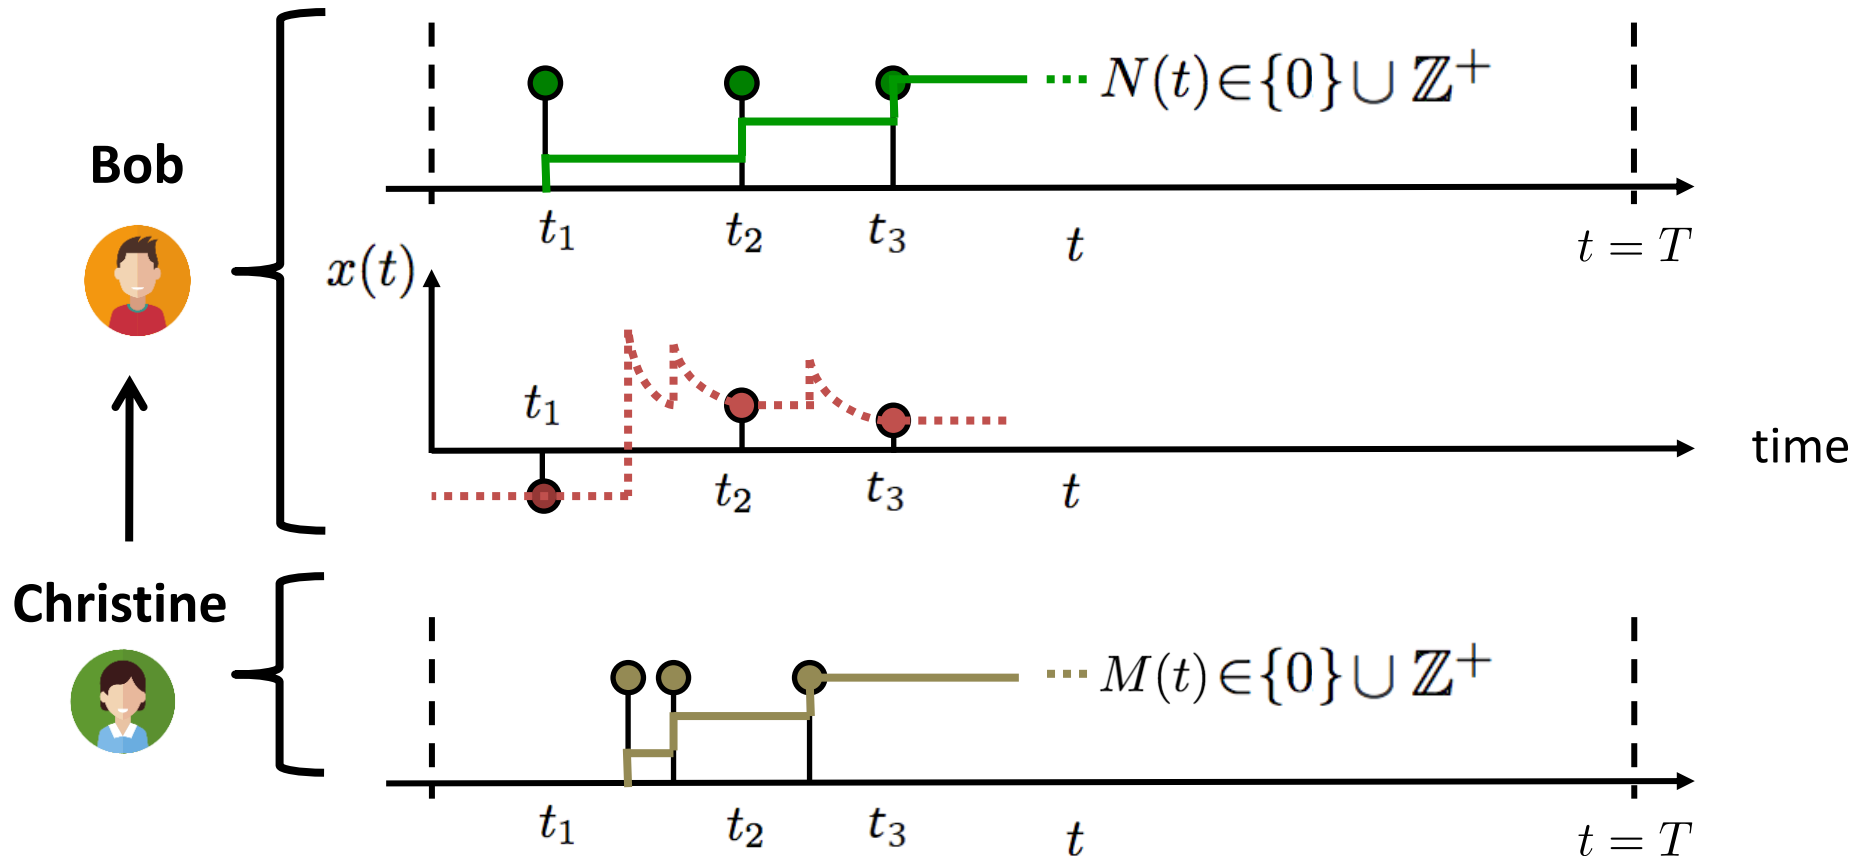 N(t)∈{0}∪ℤ⁺
Bob
t₁ t₂ t₃ t t = T
x(t)
t₁
time
t₂ t₃ t
Christine
M(t)∈{0}∪ℤ⁺
t₁ t₂ t₃ t t = T